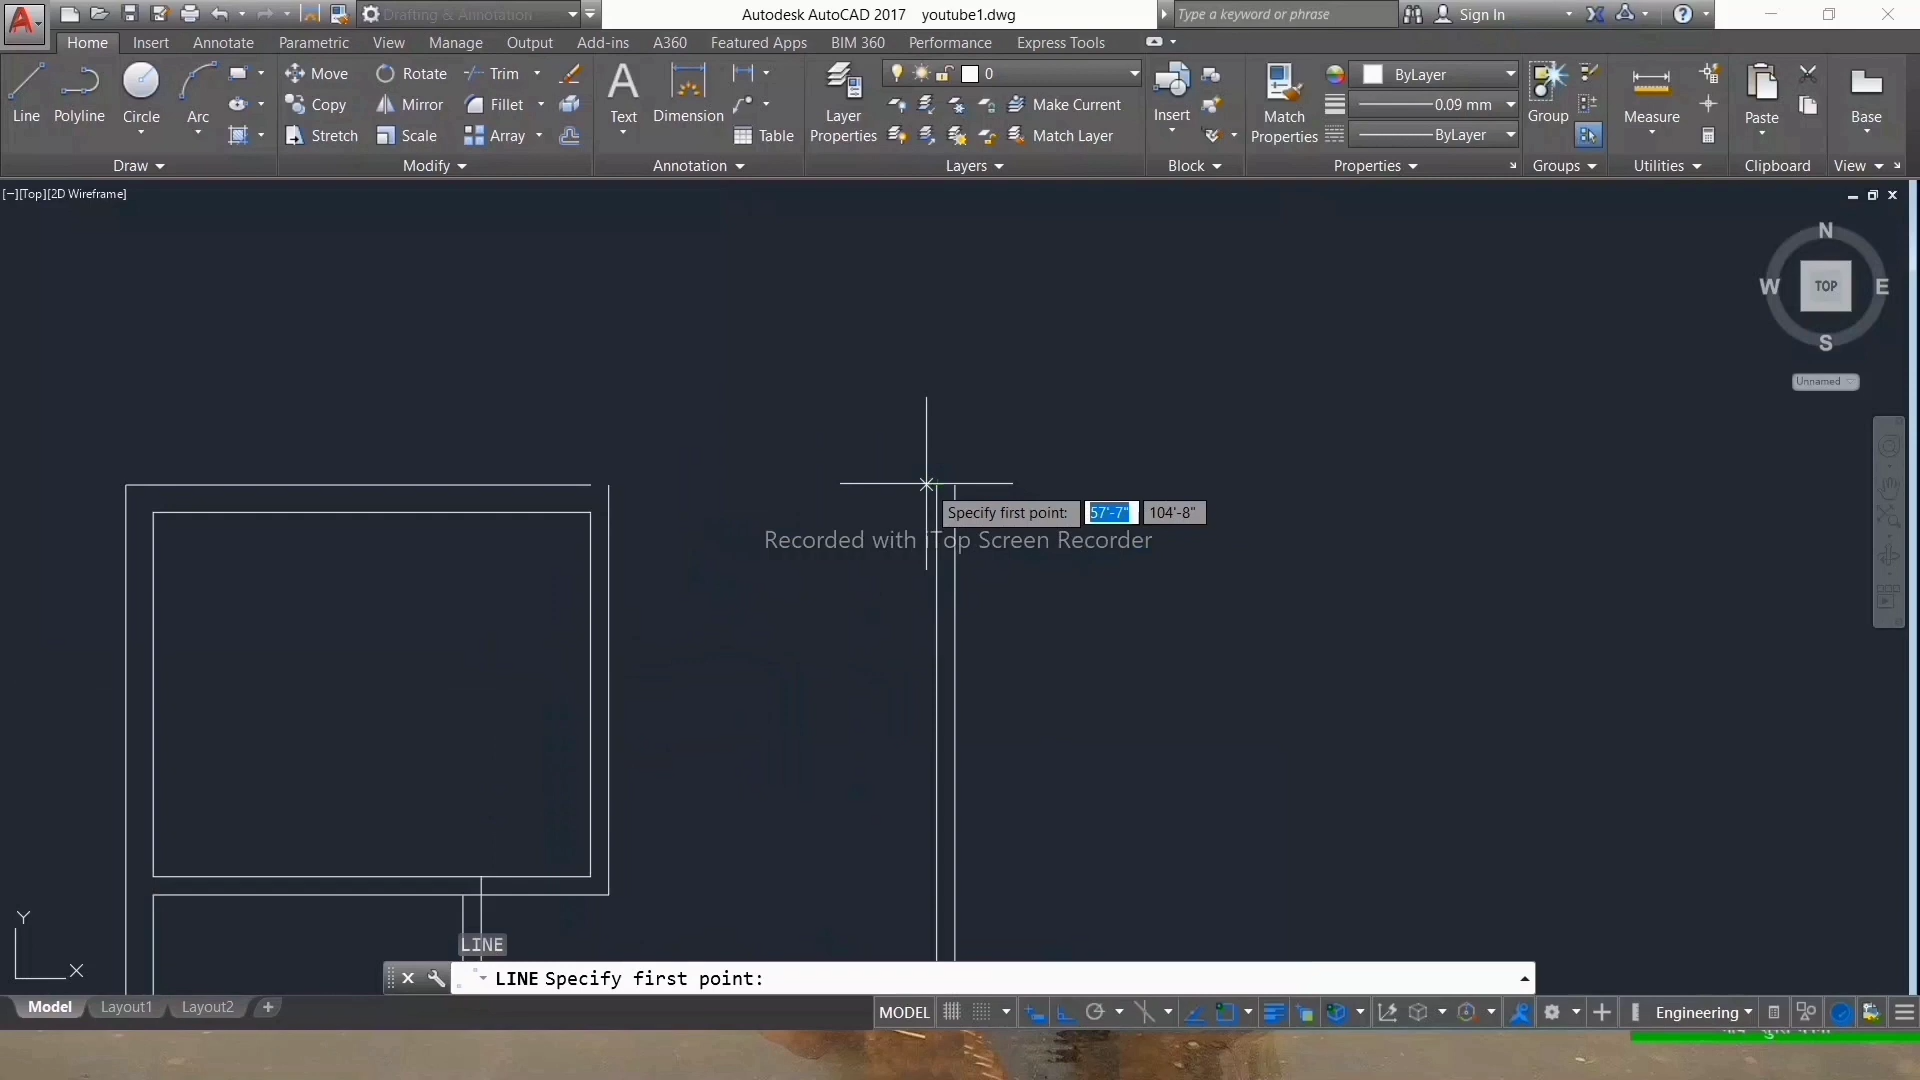 Drafting & Annotation
Autodesk AutoCAD 2017 youtube1.dwg
Type a keyword or phrase
Sign In
Home Insert Annotate Parametric View Manage Output Add-ins A360 Featured Apps BIM 360 Performance Express Tools
Line Polyline Circle Arc
Move Rotate Trim
Copy Mirror Fillet
Stretch Scale Array
Text Dimension Table
Layer Properties
0
Make Current
Match Layer
Insert
Match Properties
ByLayer
0.09 mm
ByLayer
Group
Measure
Paste
Base
Draw Modify Annotation Layers Block Properties Groups Utilities Clipboard View
[−][Top][2D Wireframe]
N
W TOP E
S
Unnamed
Specify first point: 57'-7" 104'-8"
Recorded with iTop Screen Recorder
Y
X
LINE
LINE Specify first point:
Model Layout1 Layout2 +
MODEL
Engineering